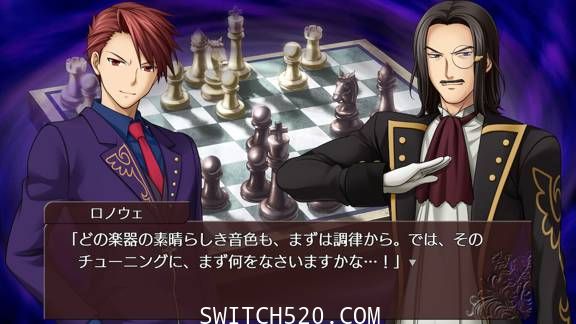 ロノウェ
「どの楽器の素晴らしき音色も、まずは調律から。では、その
チューニングに、まず何をなさいますかな…！」
SWITCH520.COM